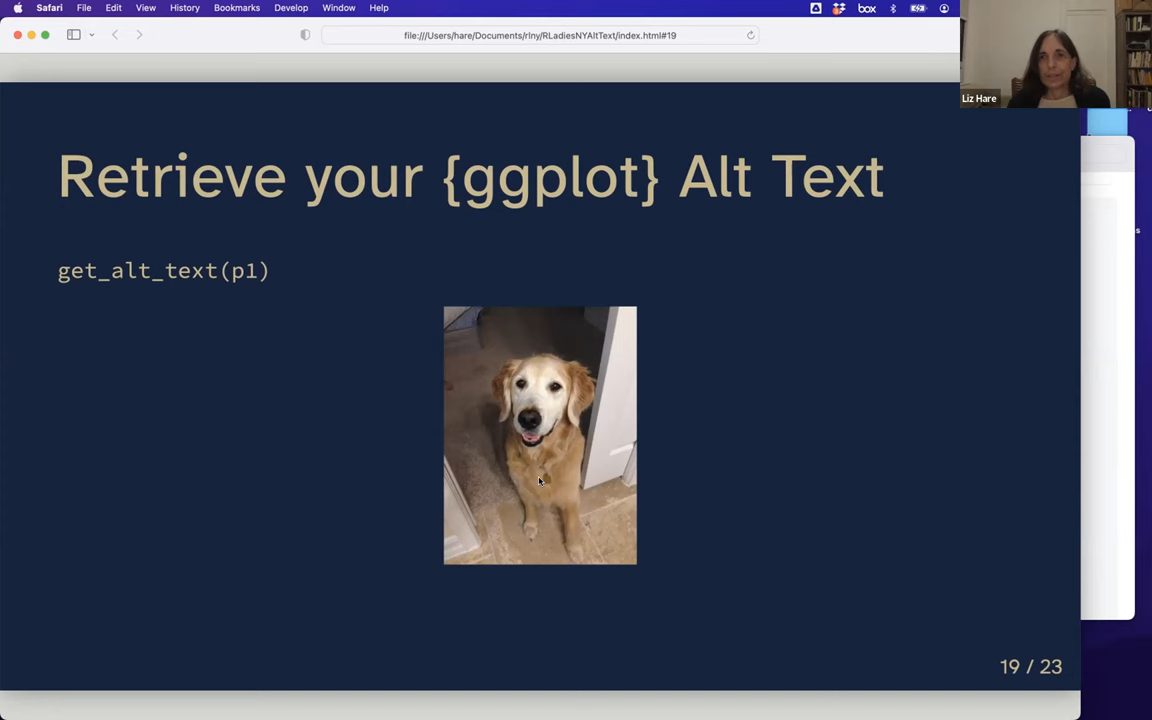 Safari File Edit View History Bookmarks Develop Window Help
box
file:///Users/hare/Documents/rlny/RLadiesNYAltText/index.html#19
Liz Hare
Retrieve your {ggplot} Alt Text
get_alt_text(p1)
19 / 23